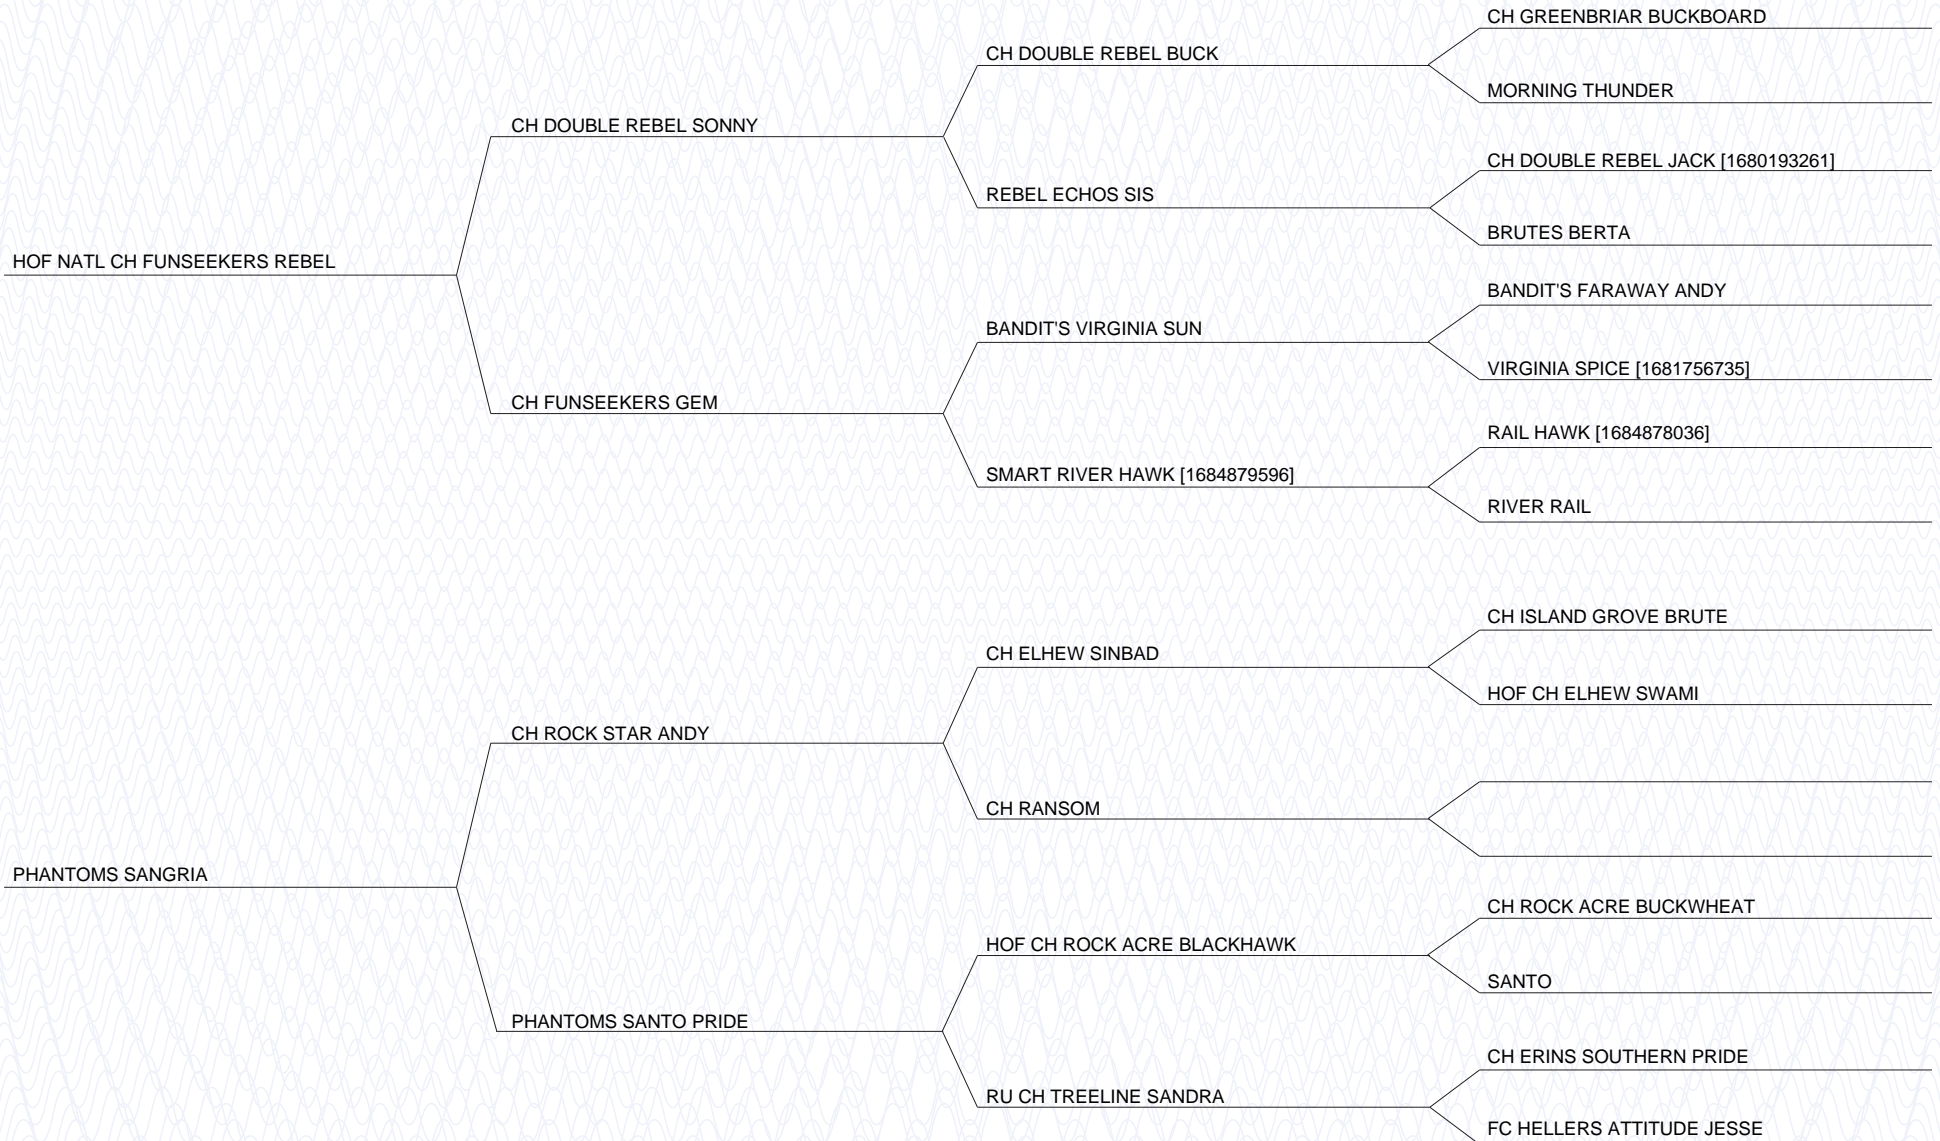 CH GREENBRIAR BUCKBOARD
CH DOUBLE REBEL BUCK
MORNING THUNDER
CH DOUBLE REBEL SONNY
CH DOUBLE REBEL JACK [1680193261]
REBEL ECHOS SIS
BRUTES BERTA
HOF NATL CH FUNSEEKERS REBEL
BANDIT'S FARAWAY ANDY
BANDIT'S VIRGINIA SUN
VIRGINIA SPICE [1681756735]
CH FUNSEEKERS GEM
RAIL HAWK [1684878036]
SMART RIVER HAWK [1684879596]
RIVER RAIL
CH ISLAND GROVE BRUTE
CH ELHEW SINBAD
HOF CH ELHEW SWAMI
CH ROCK STAR ANDY
CH RANSOM
PHANTOMS SANGRIA
CH ROCK ACRE BUCKWHEAT
HOF CH ROCK ACRE BLACKHAWK
SANTO
PHANTOMS SANTO PRIDE
CH ERINS SOUTHERN PRIDE
RU CH TREELINE SANDRA
FC HELLERS ATTITUDE JESSE